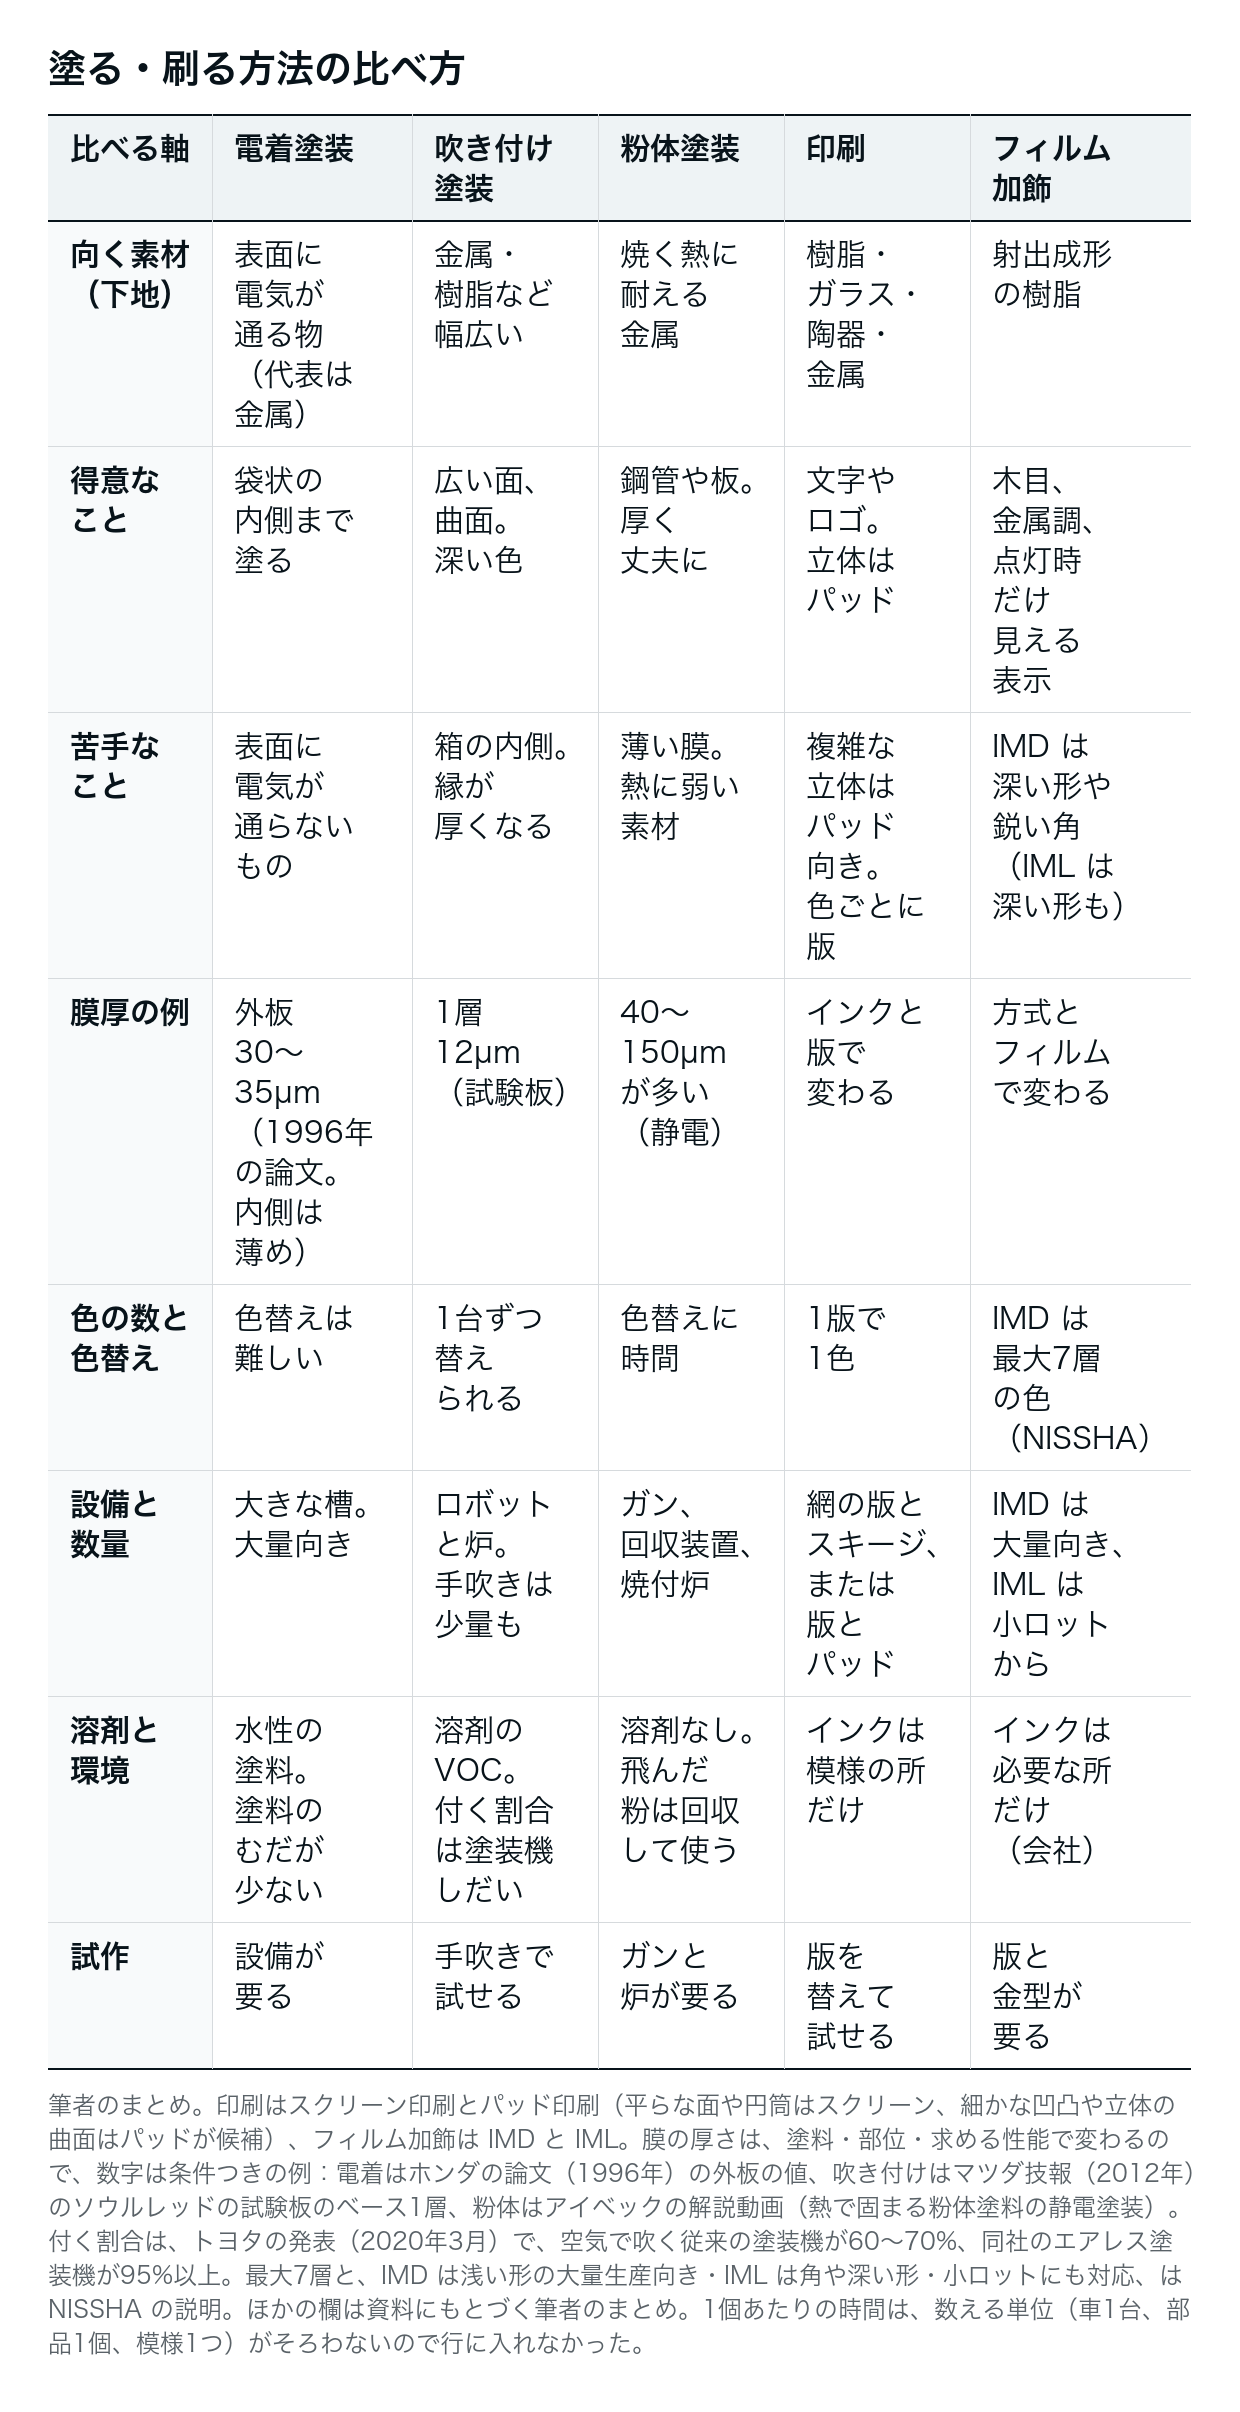 塗る・刷る方法の比べ方
比べる軸
電着塗装
吹き付け
塗装
粉体塗装
印刷
フィルム
加飾
向く素材
（下地）
表面に
電気が
通る物
（代表は
金属）
金属・
樹脂など
幅広い
焼く熱に
耐える
金属
樹脂・
ガラス・
陶器・
金属
射出成形
の樹脂
得意な
こと
袋状の
内側まで
塗る
広い面、
曲面。
深い色
鋼管や板。
厚く
丈夫に
文字や
ロゴ。
立体は
パッド
木目、
金属調、
点灯時
だけ
見える
表示
苦手な
こと
表面に
電気が
通らない
もの
箱の内側。
縁が
厚くなる
薄い膜。
熱に弱い
素材
複雑な
立体は
パッド
向き。
色ごとに
版
IMD は
深い形や
鋭い角
（IML は
深い形も）
膜厚の例
外板
30〜
35μm
（1996年
の論文。
内側は
薄め）
1層
12μm
（試験板）
40〜
150μm
が多い
（静電）
インクと
版で
変わる
方式と
フィルム
で変わる
色の数と
色替え
色替えは
難しい
1台ずつ
替え
られる
色替えに
時間
1版で
1色
IMD は
最大7層
の色
（NISSHA）
設備と
数量
大きな槽。
大量向き
ロボット
と炉。
手吹きは
少量も
ガン、
回収装置、
焼付炉
網の版と
スキージ、
または
版と
パッド
IMD は
大量向き、
IML は
小ロット
から
溶剤と
環境
水性の
塗料。
塗料の
むだが
少ない
溶剤の
VOC。
付く割合
は塗装機
しだい
溶剤なし。
飛んだ
粉は回収
して使う
インクは
模様の所
だけ
インクは
必要な所
だけ
（会社）
試作
設備が
要る
手吹きで
試せる
ガンと
炉が要る
版を
替えて
試せる
版と
金型が
要る
筆者のまとめ。印刷はスクリーン印刷とパッド印刷（平らな面や円筒はスクリーン、細かな凹凸や立体の
曲面はパッドが候補）、フィルム加飾は IMD と IML。膜の厚さは、塗料・部位・求める性能で変わるの
で、数字は条件つきの例：電着はホンダの論文（1996年）の外板の値、吹き付けはマツダ技報（2012年）
のソウルレッドの試験板のベース1層、粉体はアイベックの解説動画（熱で固まる粉体塗料の静電塗装）。
付く割合は、トヨタの発表（2020年3月）で、空気で吹く従来の塗装機が60〜70%、同社のエアレス塗
装機が95%以上。最大7層と、IMD は浅い形の大量生産向き・IML は角や深い形・小ロットにも対応、は
NISSHA の説明。ほかの欄は資料にもとづく筆者のまとめ。1個あたりの時間は、数える単位（車1台、部
品1個、模様1つ）がそろわないので行に入れなかった。